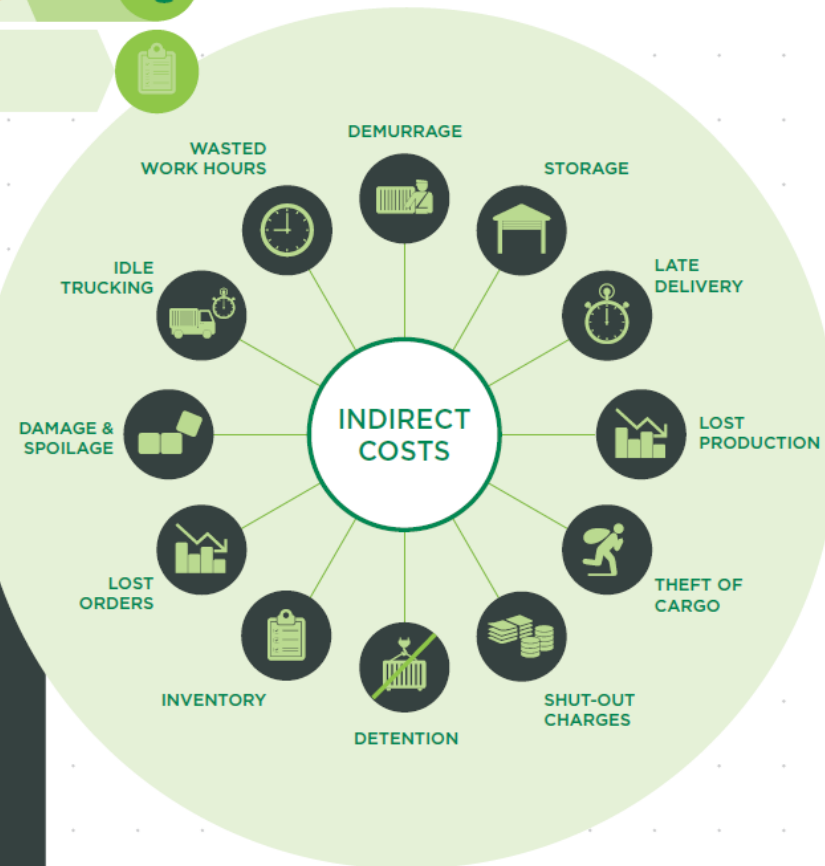 DEMURRAGE
WASTED
WORK HOURS
STORAGE
IDLE
TRUCKING
LATE
DELIVERY
INDIRECT
COSTS
DAMAGE &
SPOILAGE
LOST
PRODUCTION
LOST
ORDERS
THEFT OF
CARGO
INVENTORY
SHUT-OUT
CHARGES
DETENTION